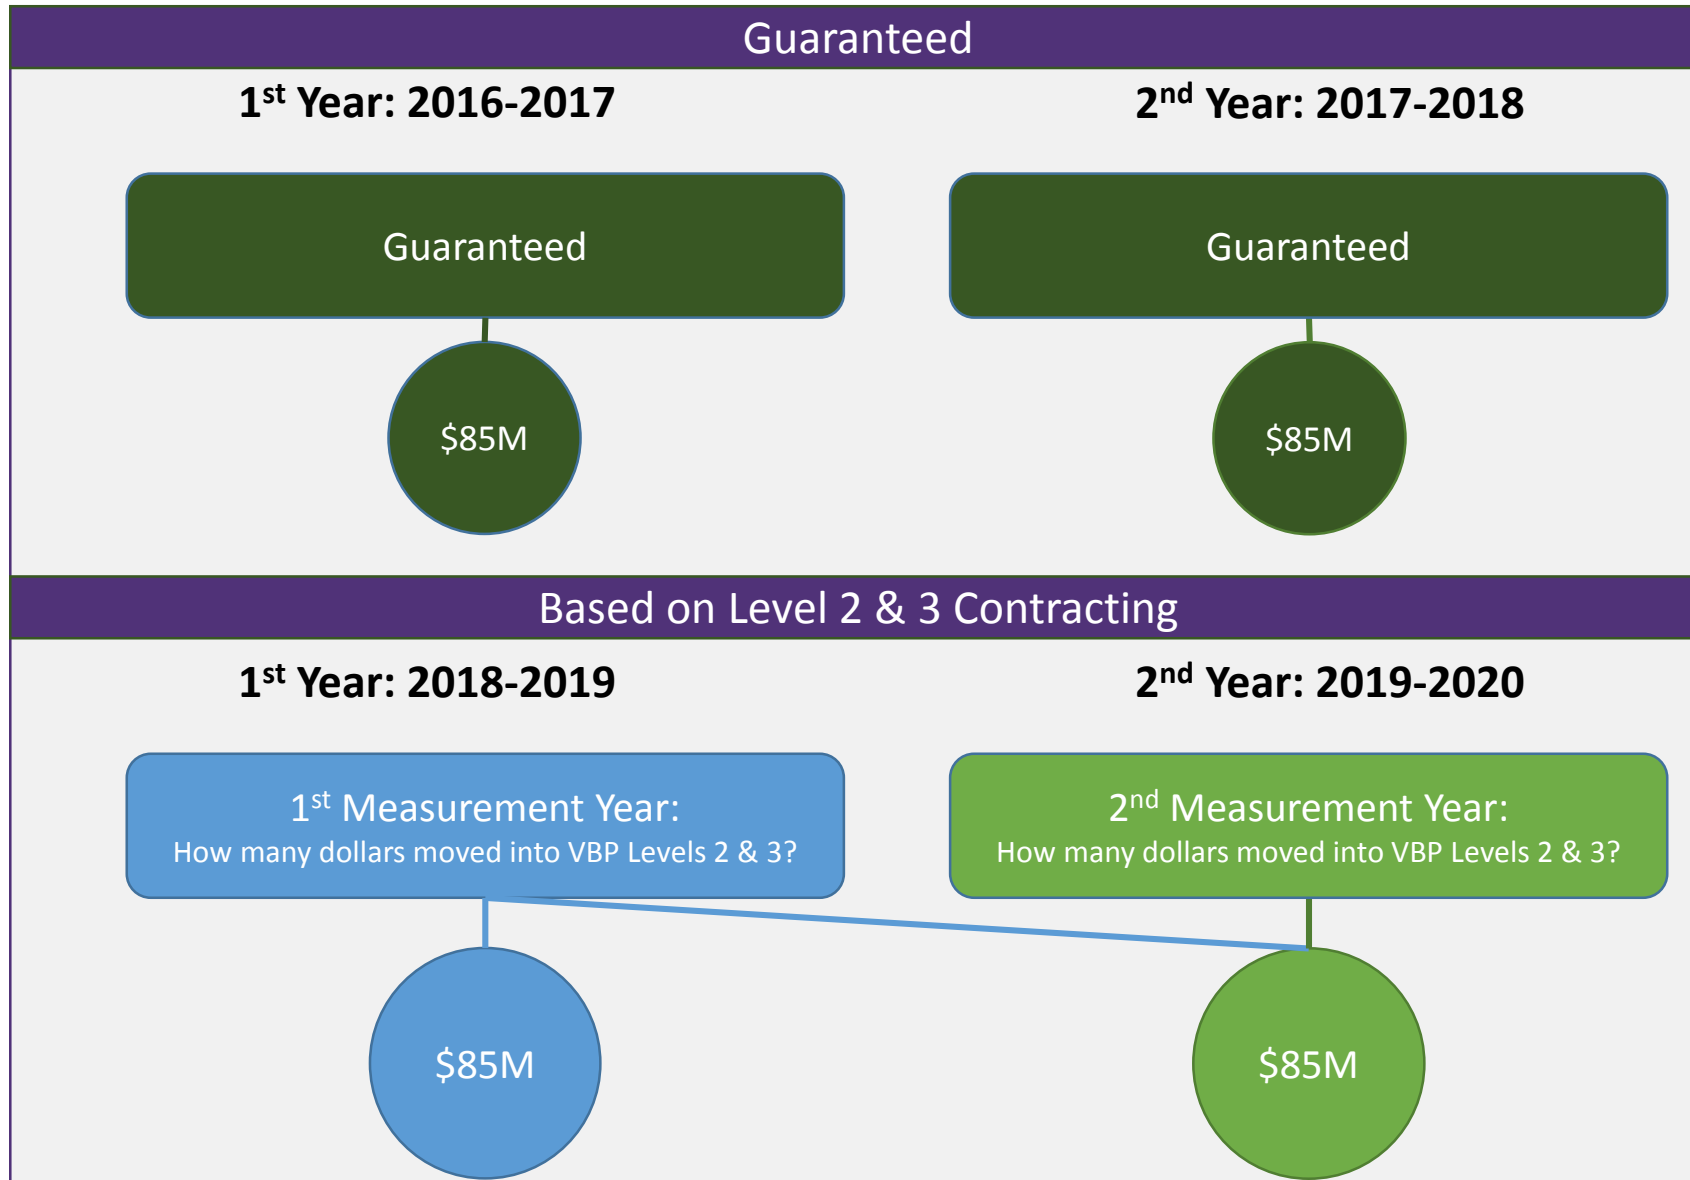 Guaranteed
1st Year: 2016-2017
2nd Year: 2017-2018
Guaranteed
Guaranteed
$85M
$85M
Based on Level 2 & 3 Contracting
1st Year: 2018-2019
2nd Year: 2019-2020
1st Measurement Year:
How many dollars moved into VBP Levels 2 & 3?
2nd Measurement Year:
How many dollars moved into VBP Levels 2 & 3?
$85M
$85M